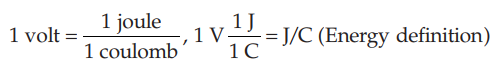 1 volt = 1 joule / 1 coulomb, 1 V 1 J / 1 C = J/C (Energy definition)